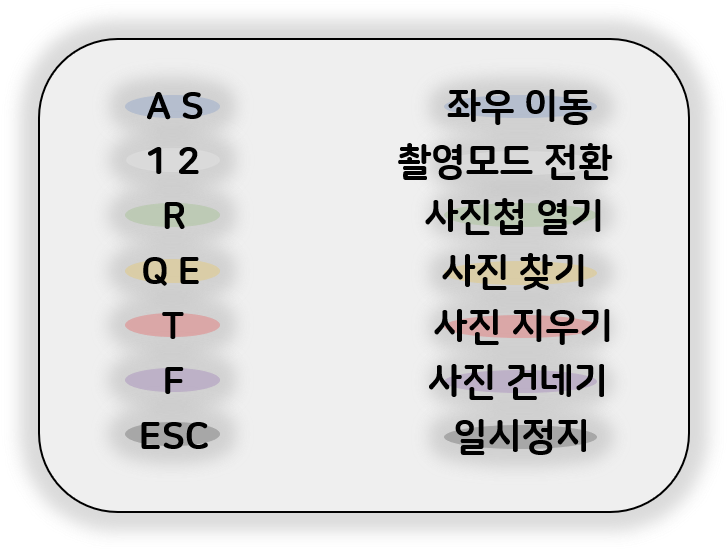 A S 좌우 이동
1 2 촬영모드 전환
R 사진첩 열기
Q E 사진 찾기
T 사진 지우기
F 사진 건네기
ESC 일시정지